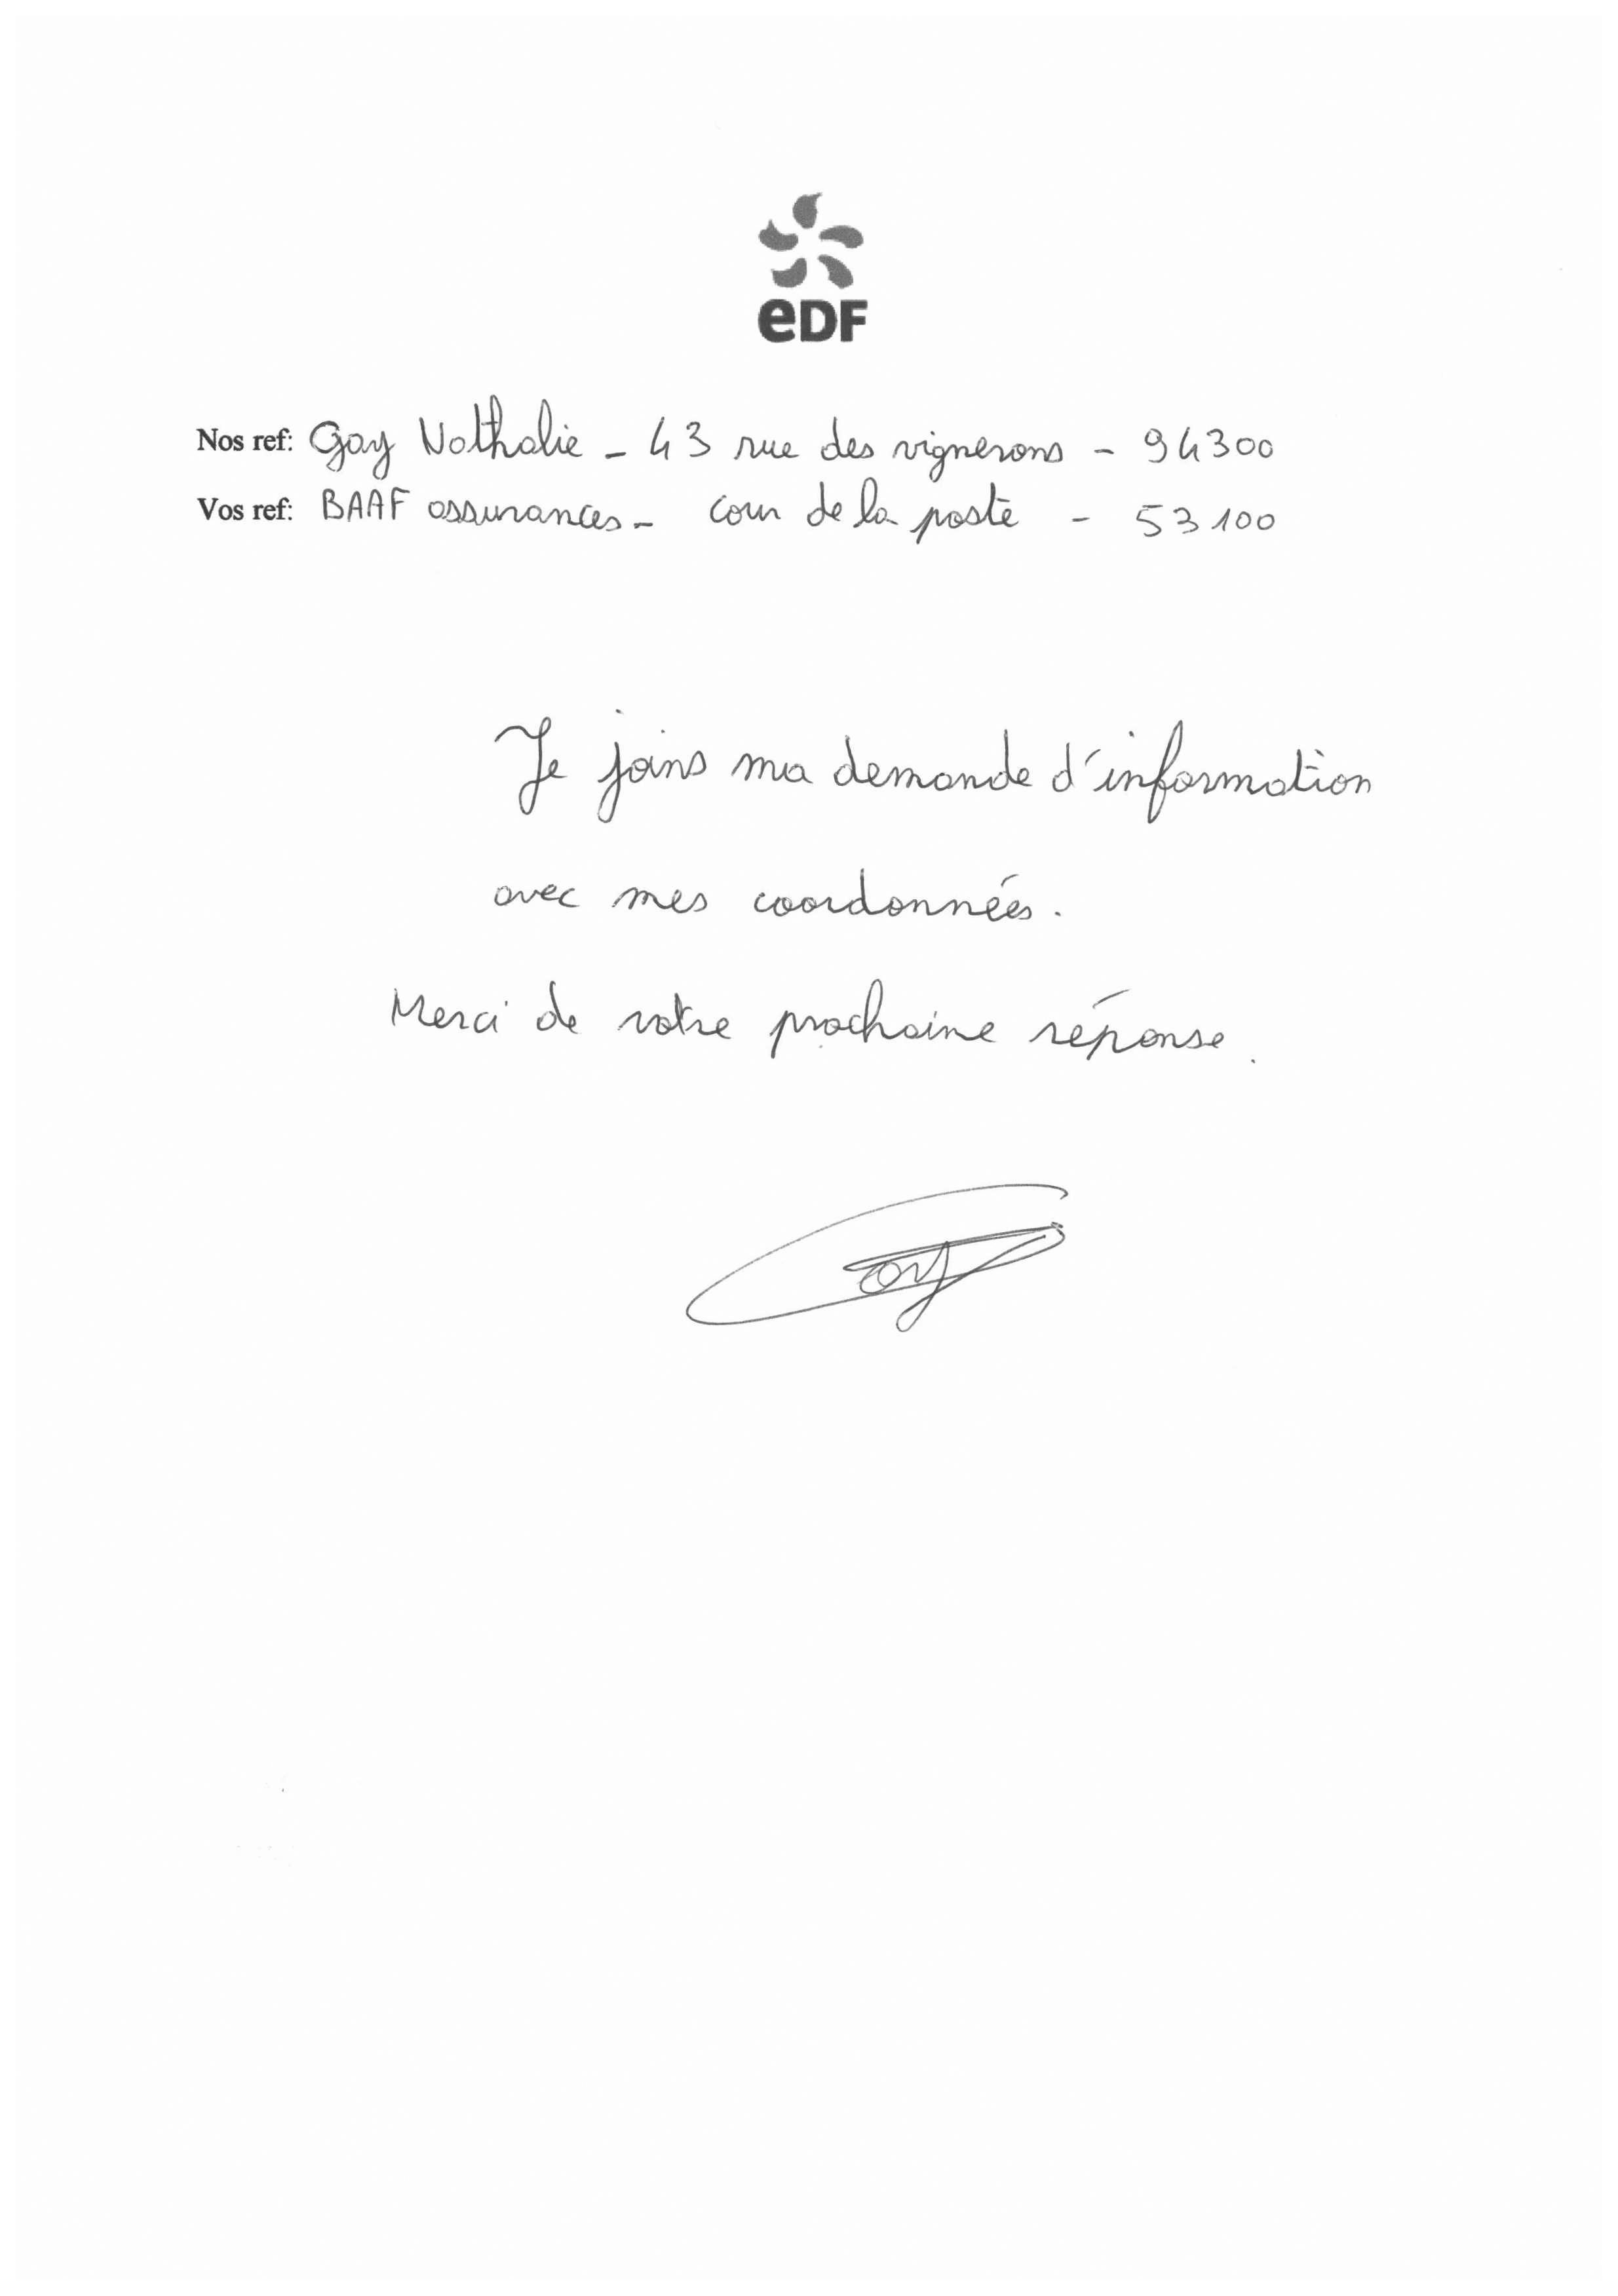 eDF
Nos ref: Gay Nathalie - 43 rue des vignerons - 94300
Vos ref: BAAF assurances - cour de la poste - 53100
Je joins ma demande d'information
avec mes coordonnées.
Merci de votre prochaine réponse.
Gay